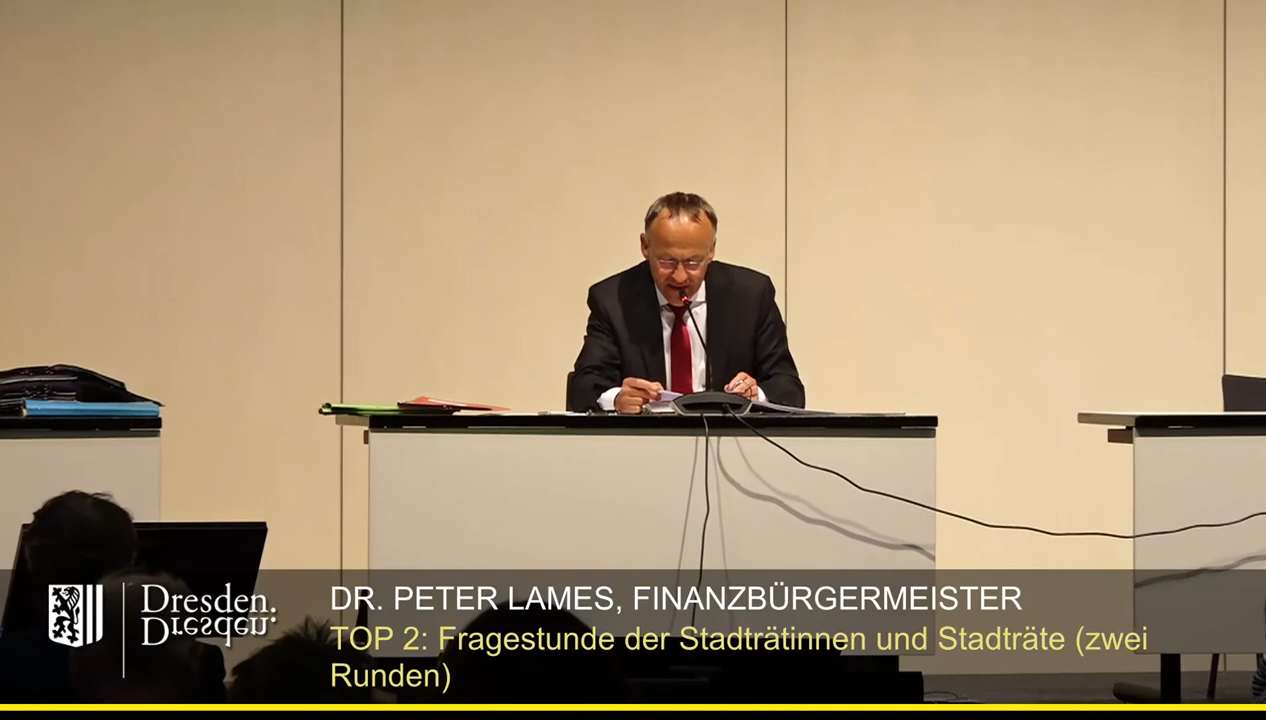 Dresden.
Dresden.
DR. PETER LAMES, FINANZBÜRGERMEISTER
TOP 2: Fragestunde der Stadträtinnen und Stadträte (zwei
Runden)